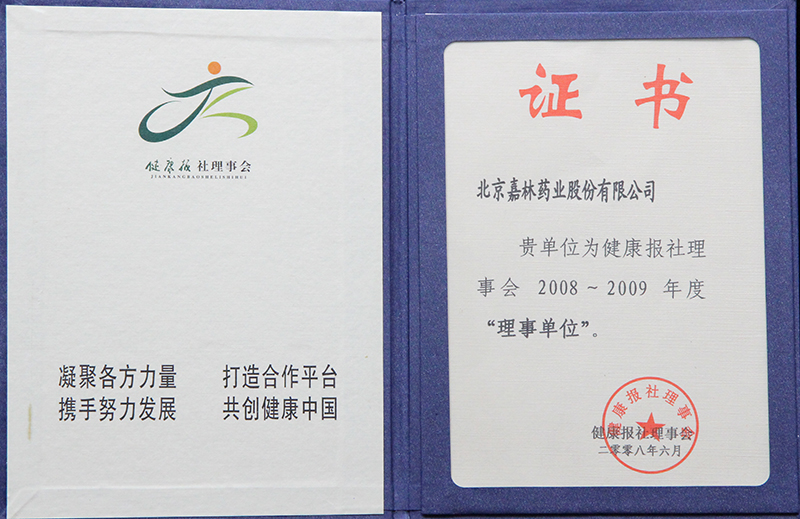 健康报社理事会
JIANKANGBAOSHELISHIHUI
凝聚各方力量 打造合作平台
携手努力发展 共创健康中国
证书
北京嘉林药业股份有限公司
贵单位为健康报社理
事会 2008～2009 年度
“理事单位”。
健康报社理事会
健康报社理事会
二零零八年六月